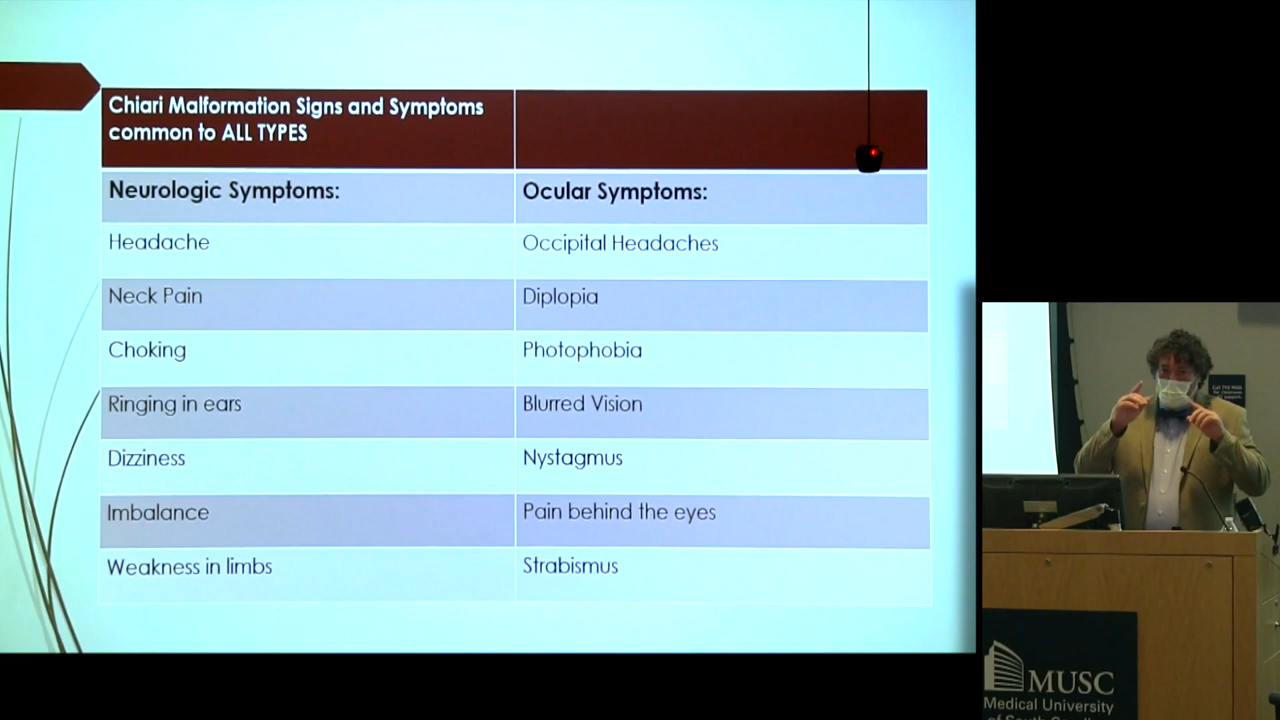 Chiari Malformation Signs and Symptoms
common to ALL TYPES
Neurologic Symptoms:
Ocular Symptoms:
Headache
Occipital Headaches
Neck Pain
Diplopia
Choking
Photophobia
Ringing in ears
Blurred Vision
Dizziness
Nystagmus
Imbalance
Pain behind the eyes
Weakness in limbs
Strabismus
MUSC
Medical University
of South